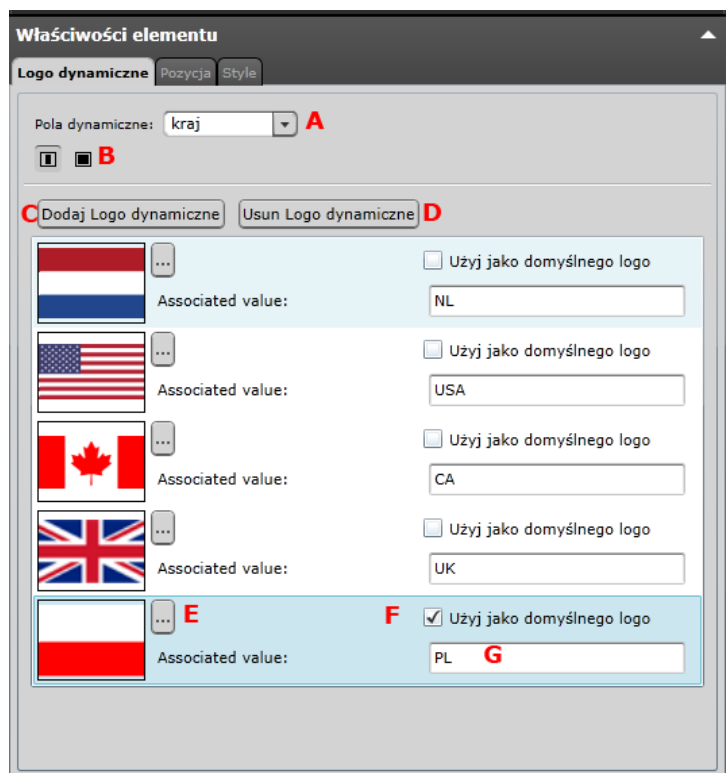 Właściwości elementu
Logo dynamiczne Pozycja Style
Pola dynamiczne: kraj A
B
C Dodaj Logo dynamiczne Usun Logo dynamiczne D
... Użyj jako domyślnego logo
Associated value: NL
... Użyj jako domyślnego logo
Associated value: USA
... Użyj jako domyślnego logo
Associated value: CA
... Użyj jako domyślnego logo
Associated value: UK
... E F Użyj jako domyślnego logo
Associated value: PL G